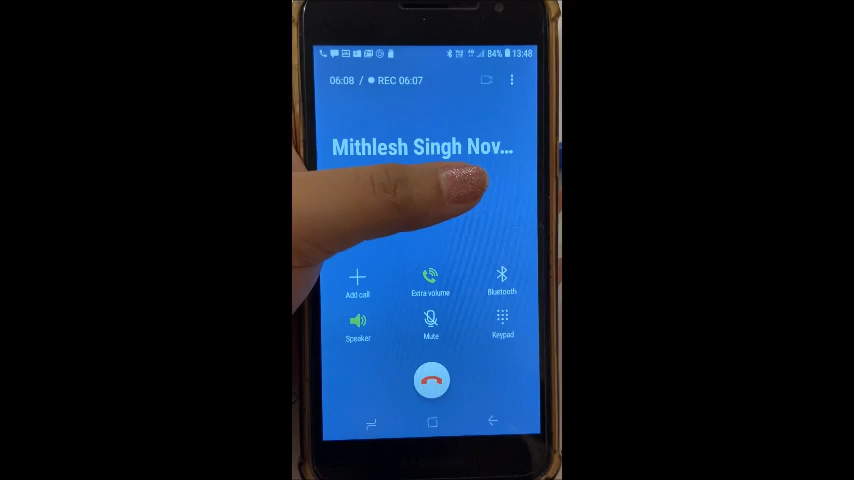 84% 13:48
06:08 / REC 06:07
Mithlesh Singh Nov...
Add call
Extra volume
Bluetooth
Speaker
Mute
Keypad